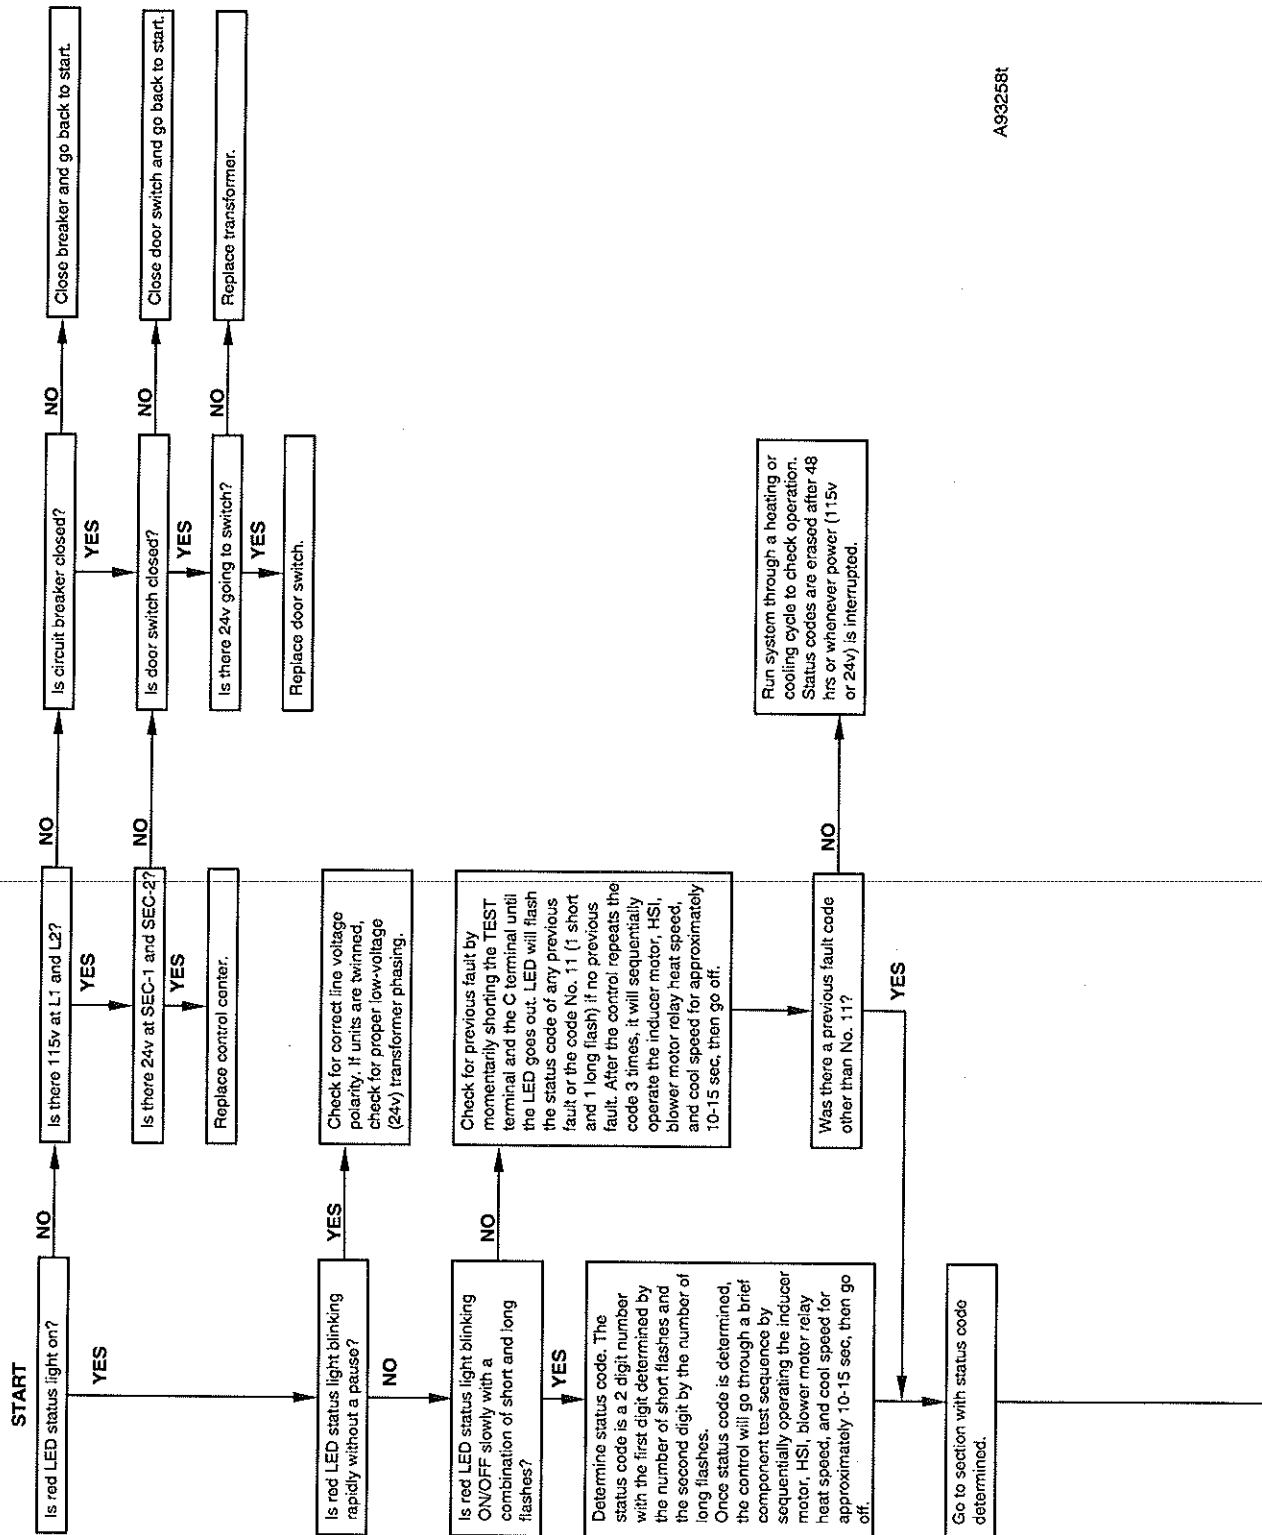 START
Is red LED status light on?
NO
YES
Is there 115v at L1 and L2?
NO
YES
Is circuit breaker closed?
NO
YES
Close breaker and go back to start.
Is there 24v at SEC-1 and SEC-2?
NO
YES
Is door switch closed?
NO
YES
Close door switch and go back to start.
Replace control center.
Is there 24v going to switch?
NO
YES
Replace transformer.
Replace door switch.
Is red LED status light blinking
rapidly without a pause?
YES
NO
Check for correct line voltage
polarity. If units are twinned,
check for proper low-voltage
(24v) transformer phasing.
Is red LED status light blinking
ON/OFF slowly with a
combination of short and long
flashes?
NO
YES
Check for previous fault by
momentarily shorting the TEST
terminal and the C terminal until
the LED goes out. LED will flash
the status code of any previous
fault or the code No. 11 (1 short
and 1 long flash) if no previous
fault. After the control repeats the
code 3 times, it will sequentially
operate the inducer motor, HSI,
blower motor relay heat speed,
and cool speed for approximately
10-15 sec, then go off.
Determine status code. The
status code is a 2 digit number
with the first digit determined by
the number of short flashes and
the second digit by the number of
long flashes.
Once status code is determined,
the control will go through a brief
component test sequence by
sequentially operating the inducer
motor, HSI, blower motor relay
heat speed, and cool speed for
approximately 10-15 sec, then go
off.
Was there a previous fault code
other than No. 11?
NO
YES
Run system through a heating or
cooling cycle to check operation.
Status codes are erased after 48
hrs or whenever power (115v
or 24v) is interrupted.
Go to section with status code
determined.
A93258t